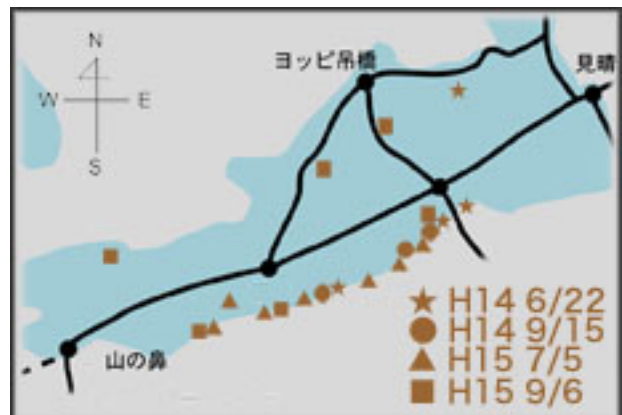 N
ヨッピ吊橋
見晴
W E
S
山の鼻
★ H14 6/22
● H14 9/15
▲ H15 7/5
■ H15 9/6